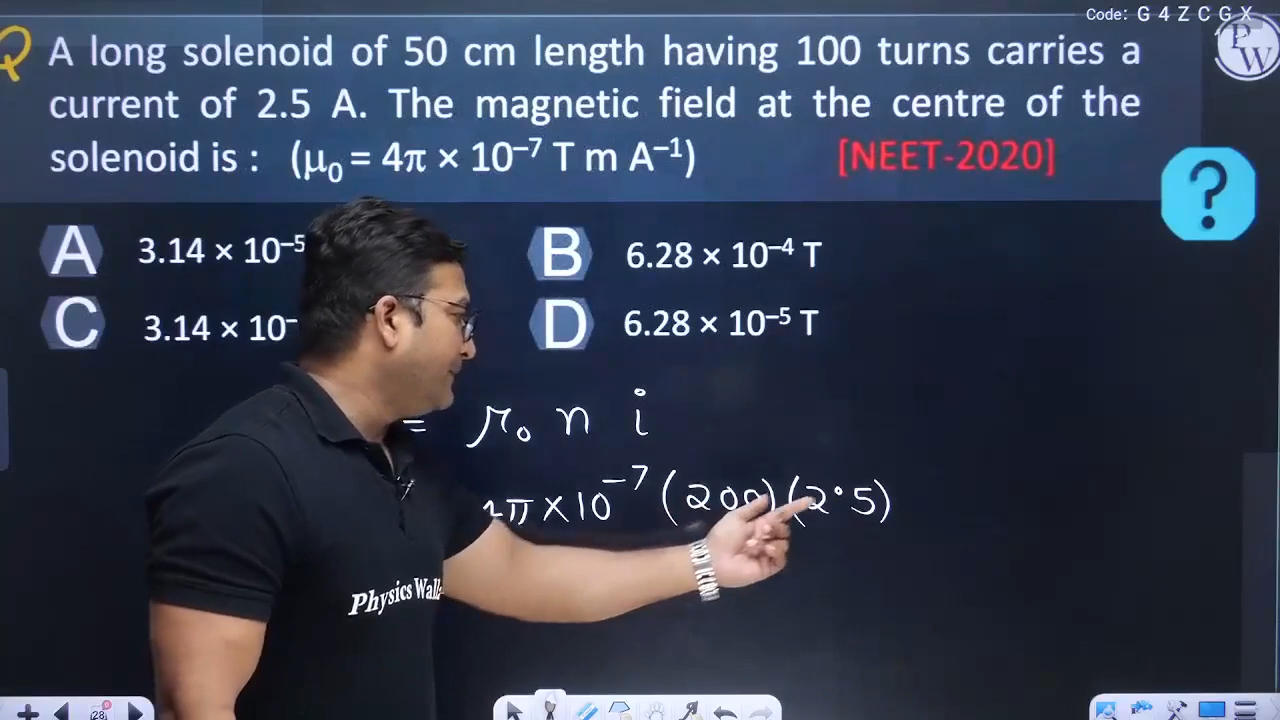 Code: G 4 Z C G X
Q A long solenoid of 50 cm length having 100 turns carries a
current of 2.5 A. The magnetic field at the centre of the
solenoid is : (μ₀ = 4π × 10⁻⁷ T m A⁻¹) [NEET-2020]
?
A 3.14 × 10⁻⁵
B 6.28 × 10⁻⁴ T
C 3.14 × 10⁻
D 6.28 × 10⁻⁵ T
= μ₀ n i
π × 10⁻⁷ (200) (2.5)
Physics
PW
28